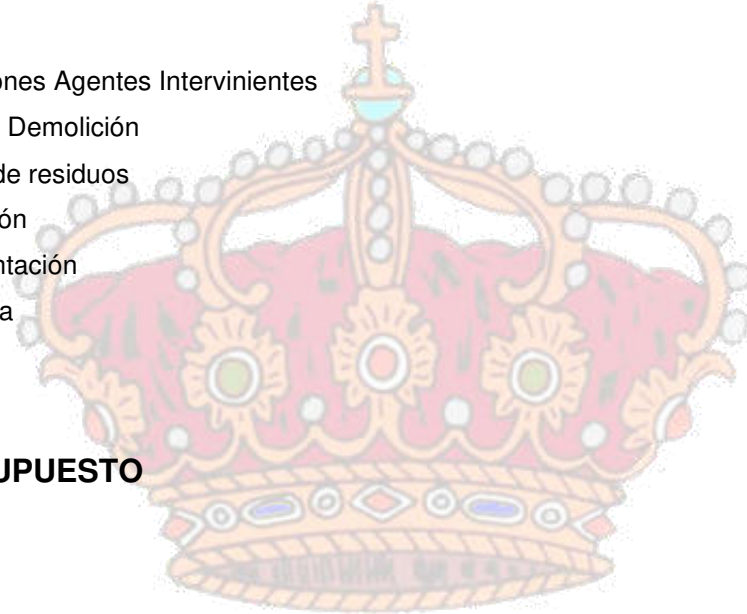 ones Agentes Intervinientes
Demolición
de residuos
ón
ntación
a
UPUESTO